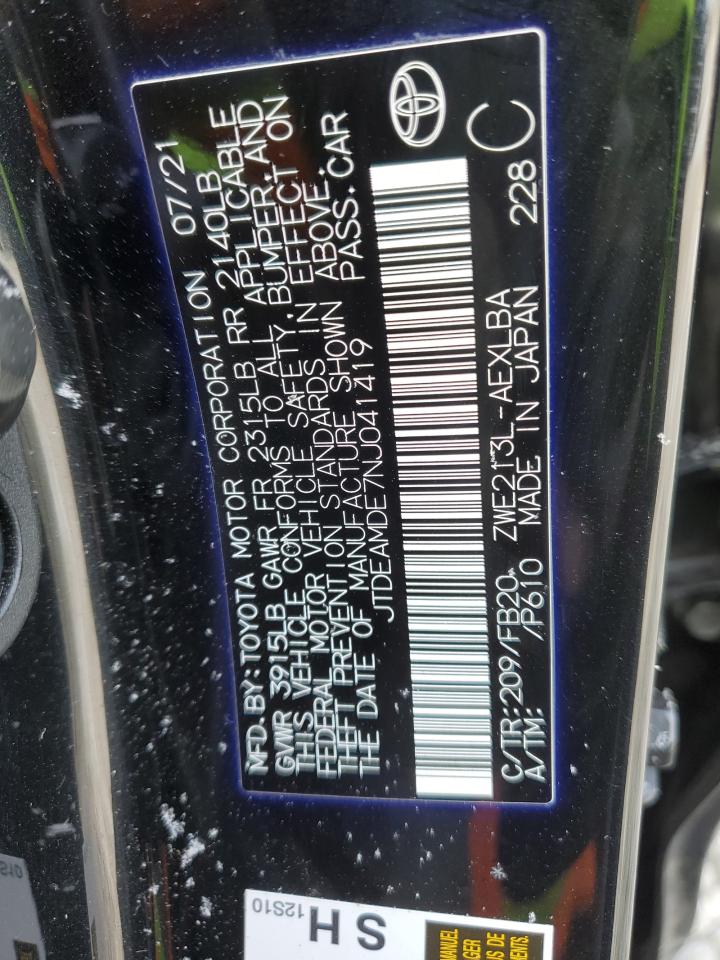 MFD. BY: TOYOTA MOTOR CORPORATION 07/21
GVWR 3915LB GAWR FR 2315LB RR 2140LB
THIS VEHICLE CONFORMS TO ALL APPLICABLE
FEDERAL MOTOR VEHICLE SAFETY, BUMPER, AND
THEFT PREVENTION STANDARDS IN EFFECT ON
THE DATE OF MANUFACTURE SHOWN ABOVE.
JTDEAMDE7NJ041419 PASS. CAR
C/TR: 209/FB20 ZWE213L-AEXLBA
A/TM: /P610 MADE IN JAPAN 228
C
SH
12S10
MANUEL